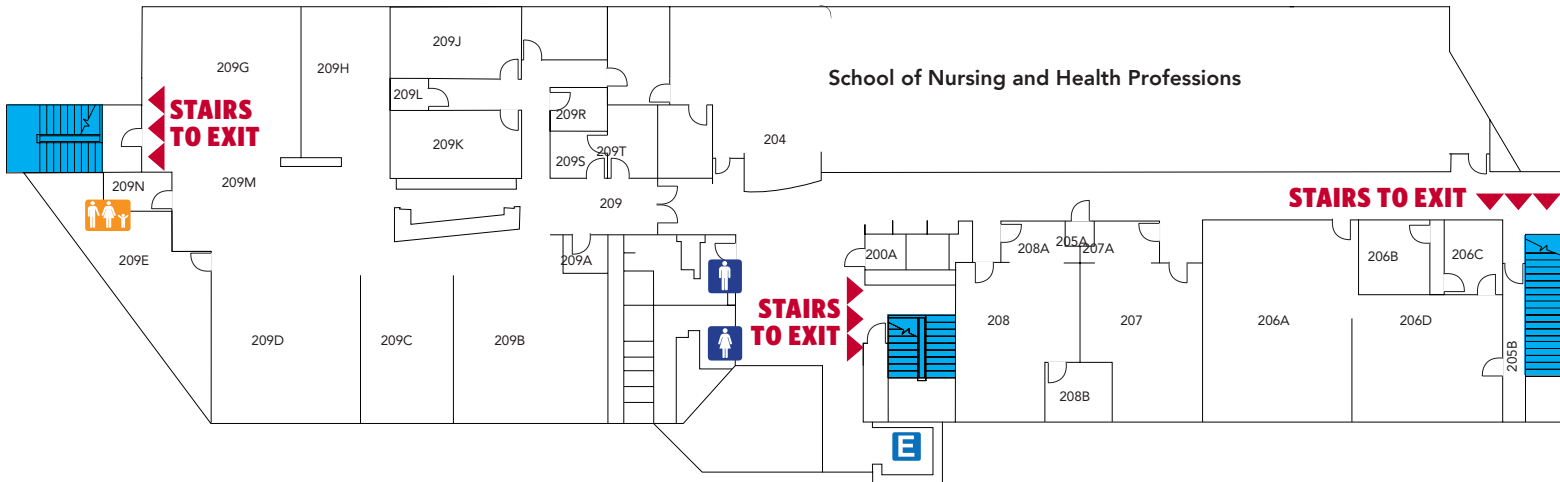 209J
209G
209H
School of Nursing and Health Professions
209L
STAIRS
TO EXIT
209R
209K
204
209T
209S
209M
209N
STAIRS TO EXIT
209
205A
208A
207A
209E
209A
200A
206B
206C
STAIRS
TO EXIT
208
207
206A
206D
209D
209C
209B
205B
208B
E